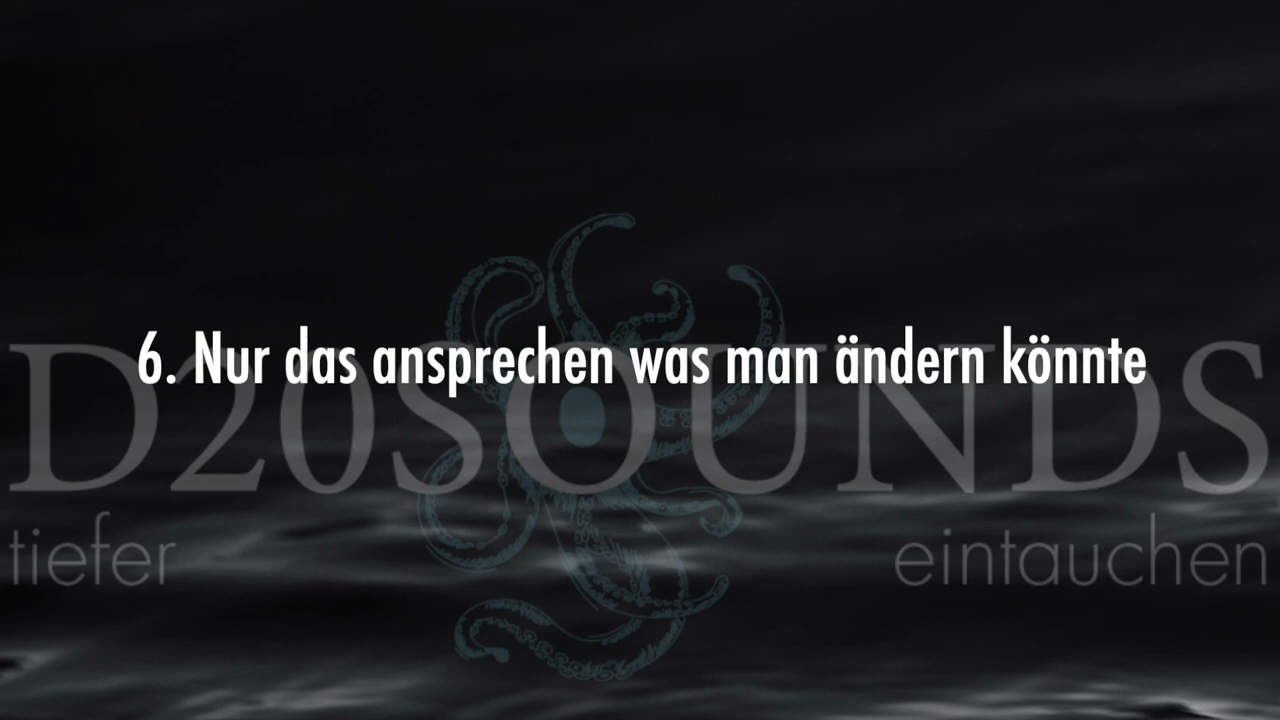 6. Nur das ansprechen was man ändern könnte
D20SOUNDS
tiefer eintauchen